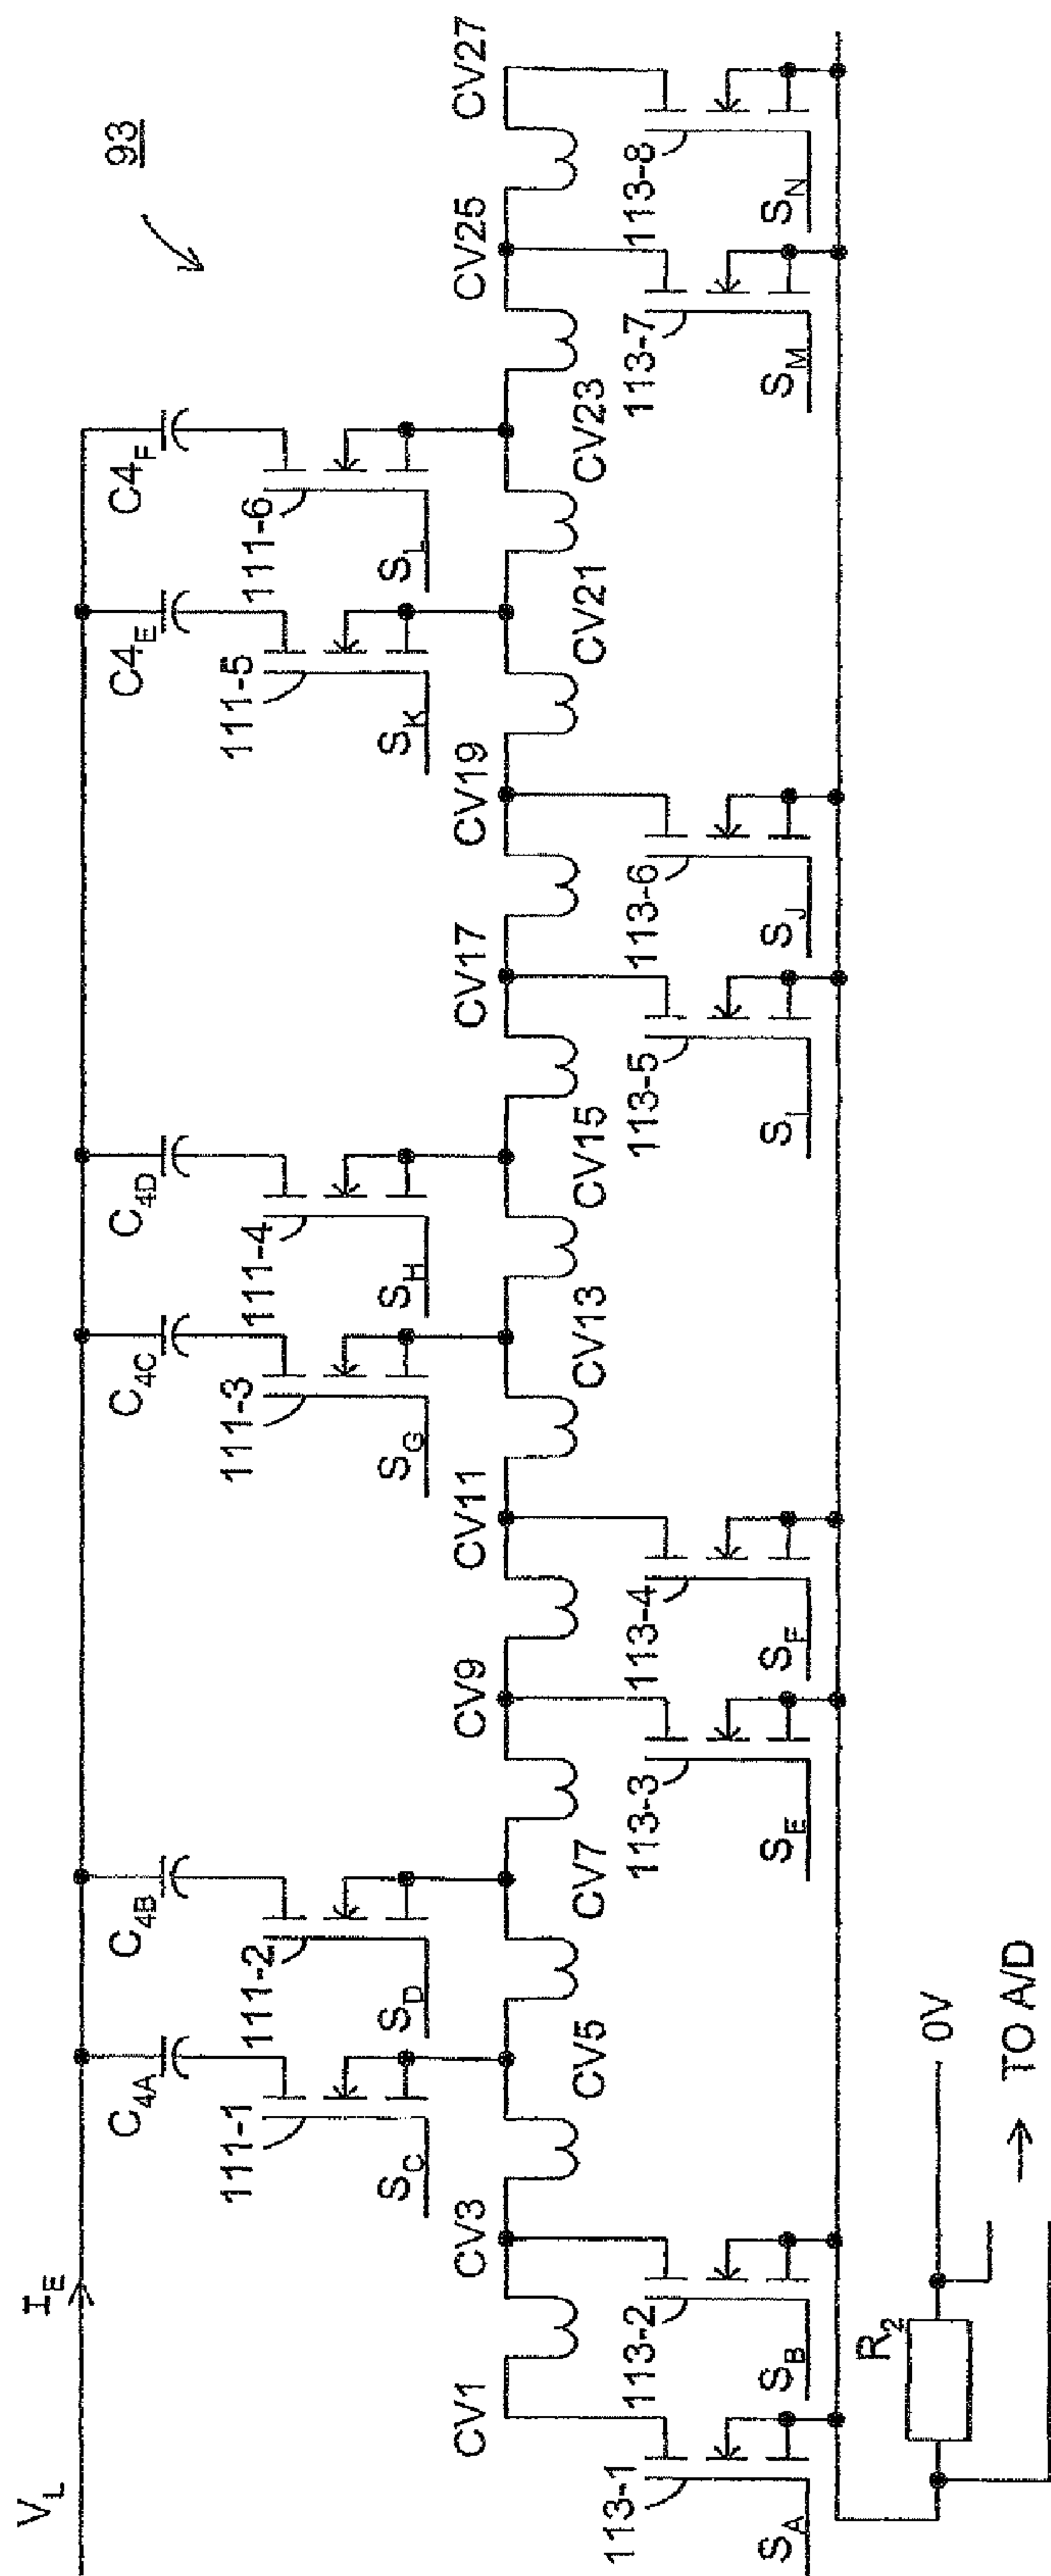 93
V_L
I_E
C_4A
C_4B
C_4C
C_4D
C4_E
C4_F
111-1
111-2
111-3
111-4
111-5
111-6
S_C
S_D
S_G
S_H
S_K
S_L
CV1
CV3
CV5
CV7
CV9
CV11
CV13
CV15
CV17
CV19
CV21
CV23
CV25
CV27
113-1
113-2
113-3
113-4
113-5
113-6
113-7
113-8
S_A
S_B
S_E
S_F
S_I
S_J
S_M
S_N
R_2
0V
TO A/D